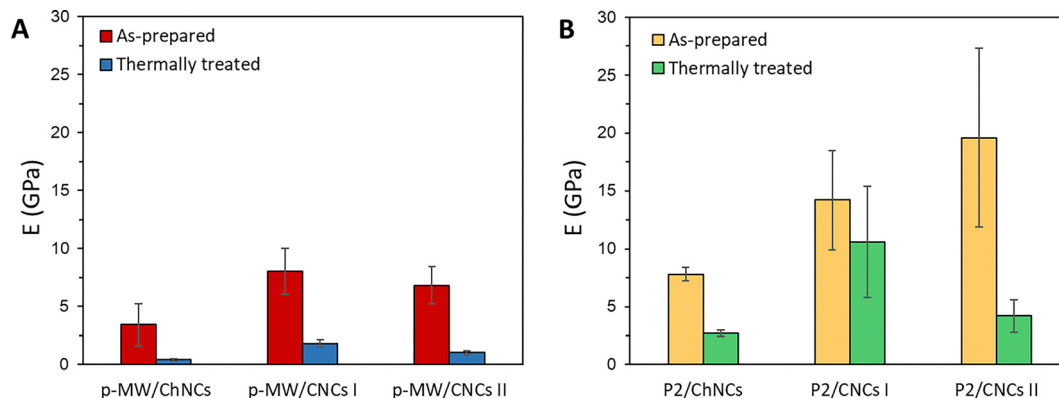 A
As-prepared
Thermally treated
E (GPa)
30
25
20
15
10
5
0
p-MW/ChNCs
p-MW/CNCs I
p-MW/CNCs II
B
As-prepared
Thermally treated
E (GPa)
30
25
20
15
10
5
0
P2/ChNCs
P2/CNCs I
P2/CNCs II